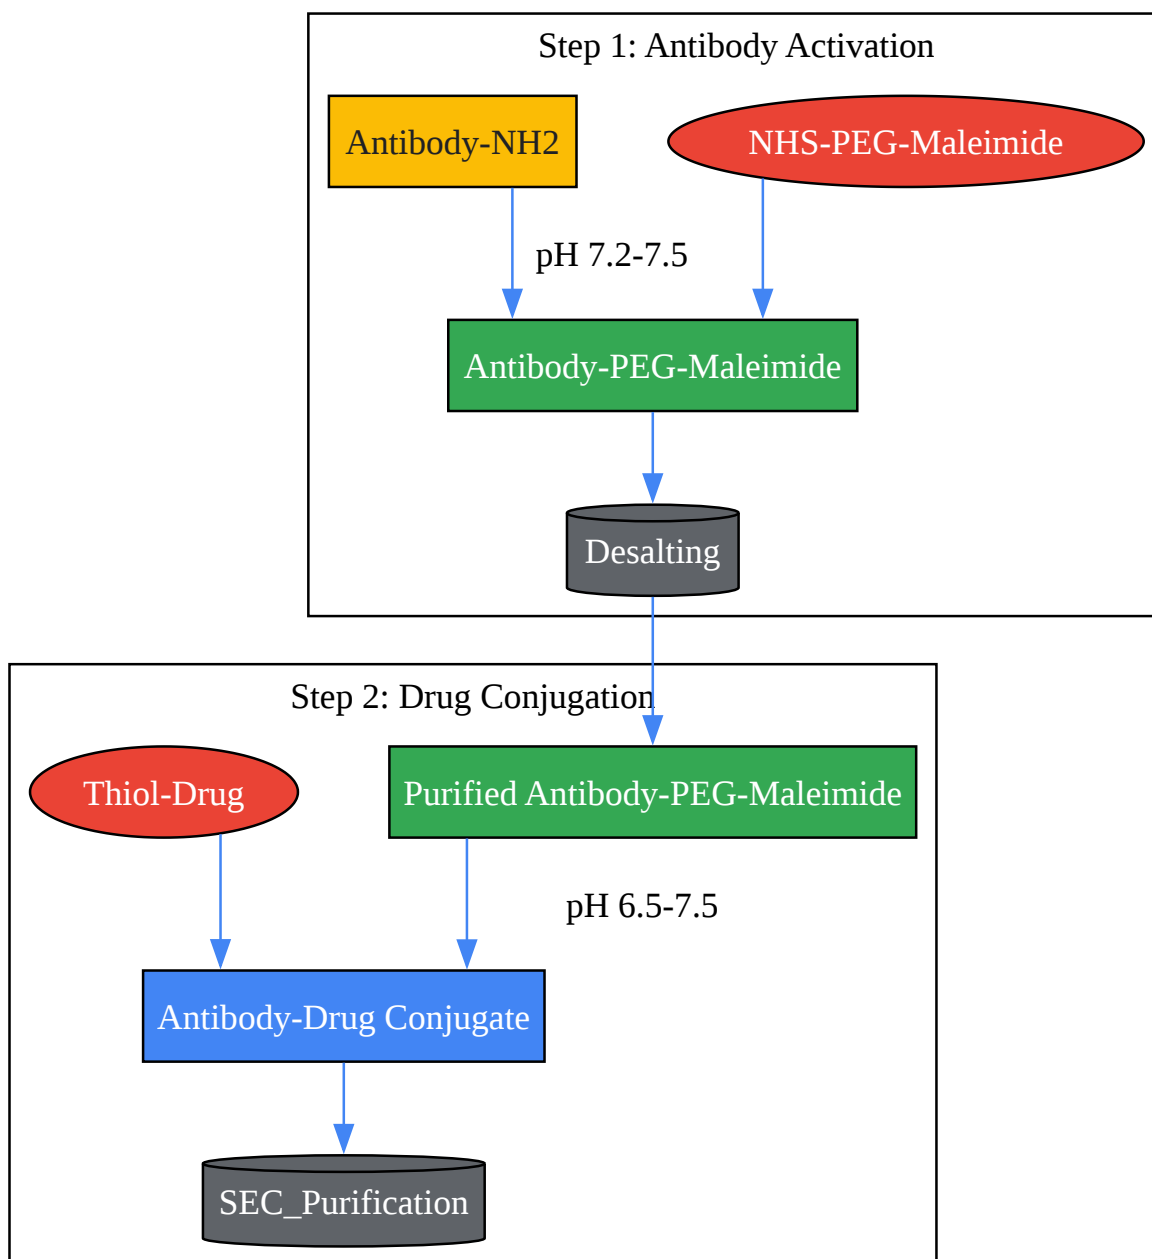 Step 1: Antibody Activation
Antibody-NH2
NHS-PEG-Maleimide
pH 7.2-7.5
Antibody-PEG-Maleimide
Desalting
Step 2: Drug Conjugation
Thiol-Drug
Purified Antibody-PEG-Maleimide
pH 6.5-7.5
Antibody-Drug Conjugate
SEC_Purification